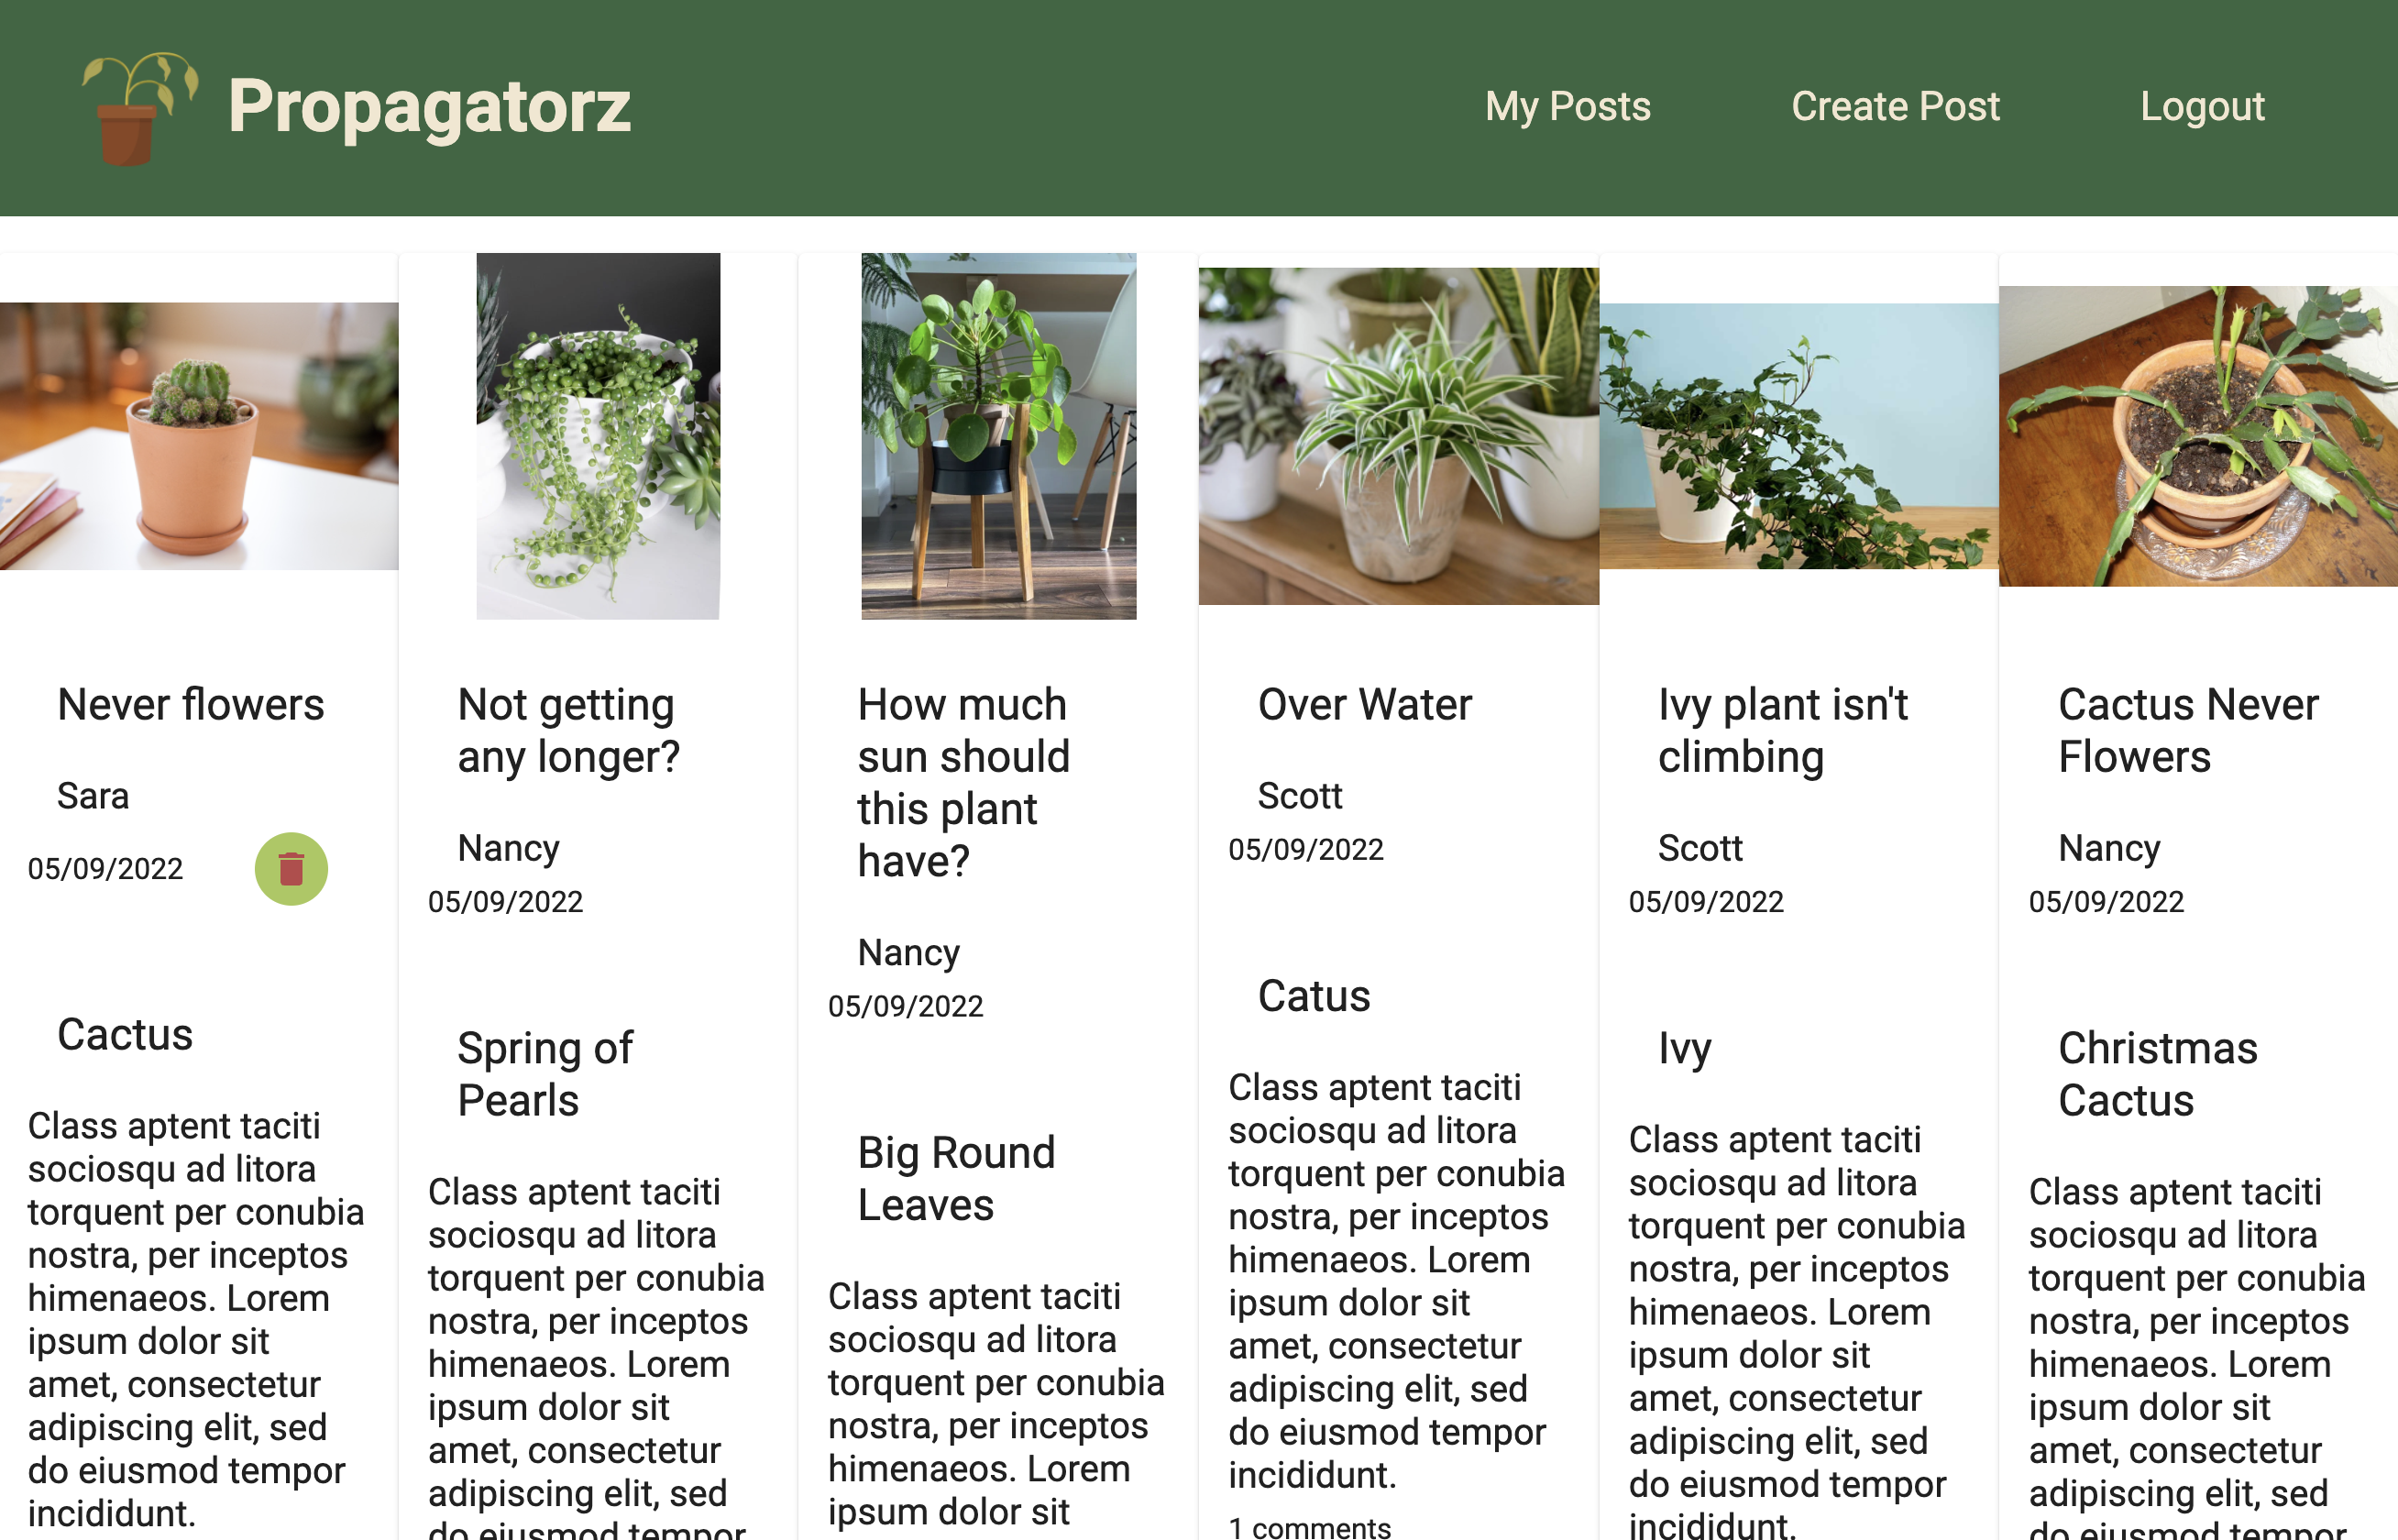 Propagatorz
My Posts
Create Post
Logout
Never flowers
Sara
05/09/2022
Cactus
Class aptent taciti
sociosqu ad litora
torquent per conubia
nostra, per inceptos
himenaeos. Lorem
ipsum dolor sit
amet, consectetur
adipiscing elit, sed
do eiusmod tempor
incididunt.
Not getting
any longer?
Nancy
05/09/2022
Spring of
Pearls
Class aptent taciti
sociosqu ad litora
torquent per conubia
nostra, per inceptos
himenaeos. Lorem
ipsum dolor sit
amet, consectetur
adipiscing elit, sed
do eiusmod tempor
How much
sun should
this plant
have?
Nancy
05/09/2022
Big Round
Leaves
Class aptent taciti
sociosqu ad litora
torquent per conubia
nostra, per inceptos
himenaeos. Lorem
ipsum dolor sit
Over Water
Scott
05/09/2022
Catus
Class aptent taciti
sociosqu ad litora
torquent per conubia
nostra, per inceptos
himenaeos. Lorem
ipsum dolor sit
amet, consectetur
adipiscing elit, sed
do eiusmod tempor
incididunt.
1 comments
Ivy plant isn't
climbing
Scott
05/09/2022
Ivy
Class aptent taciti
sociosqu ad litora
torquent per conubia
nostra, per inceptos
himenaeos. Lorem
ipsum dolor sit
amet, consectetur
adipiscing elit, sed
do eiusmod tempor
incididunt.
Cactus Never
Flowers
Nancy
05/09/2022
Christmas
Cactus
Class aptent taciti
sociosqu ad litora
torquent per conubia
nostra, per inceptos
himenaeos. Lorem
ipsum dolor sit
amet, consectetur
adipiscing elit, sed
do eiusmod tempor